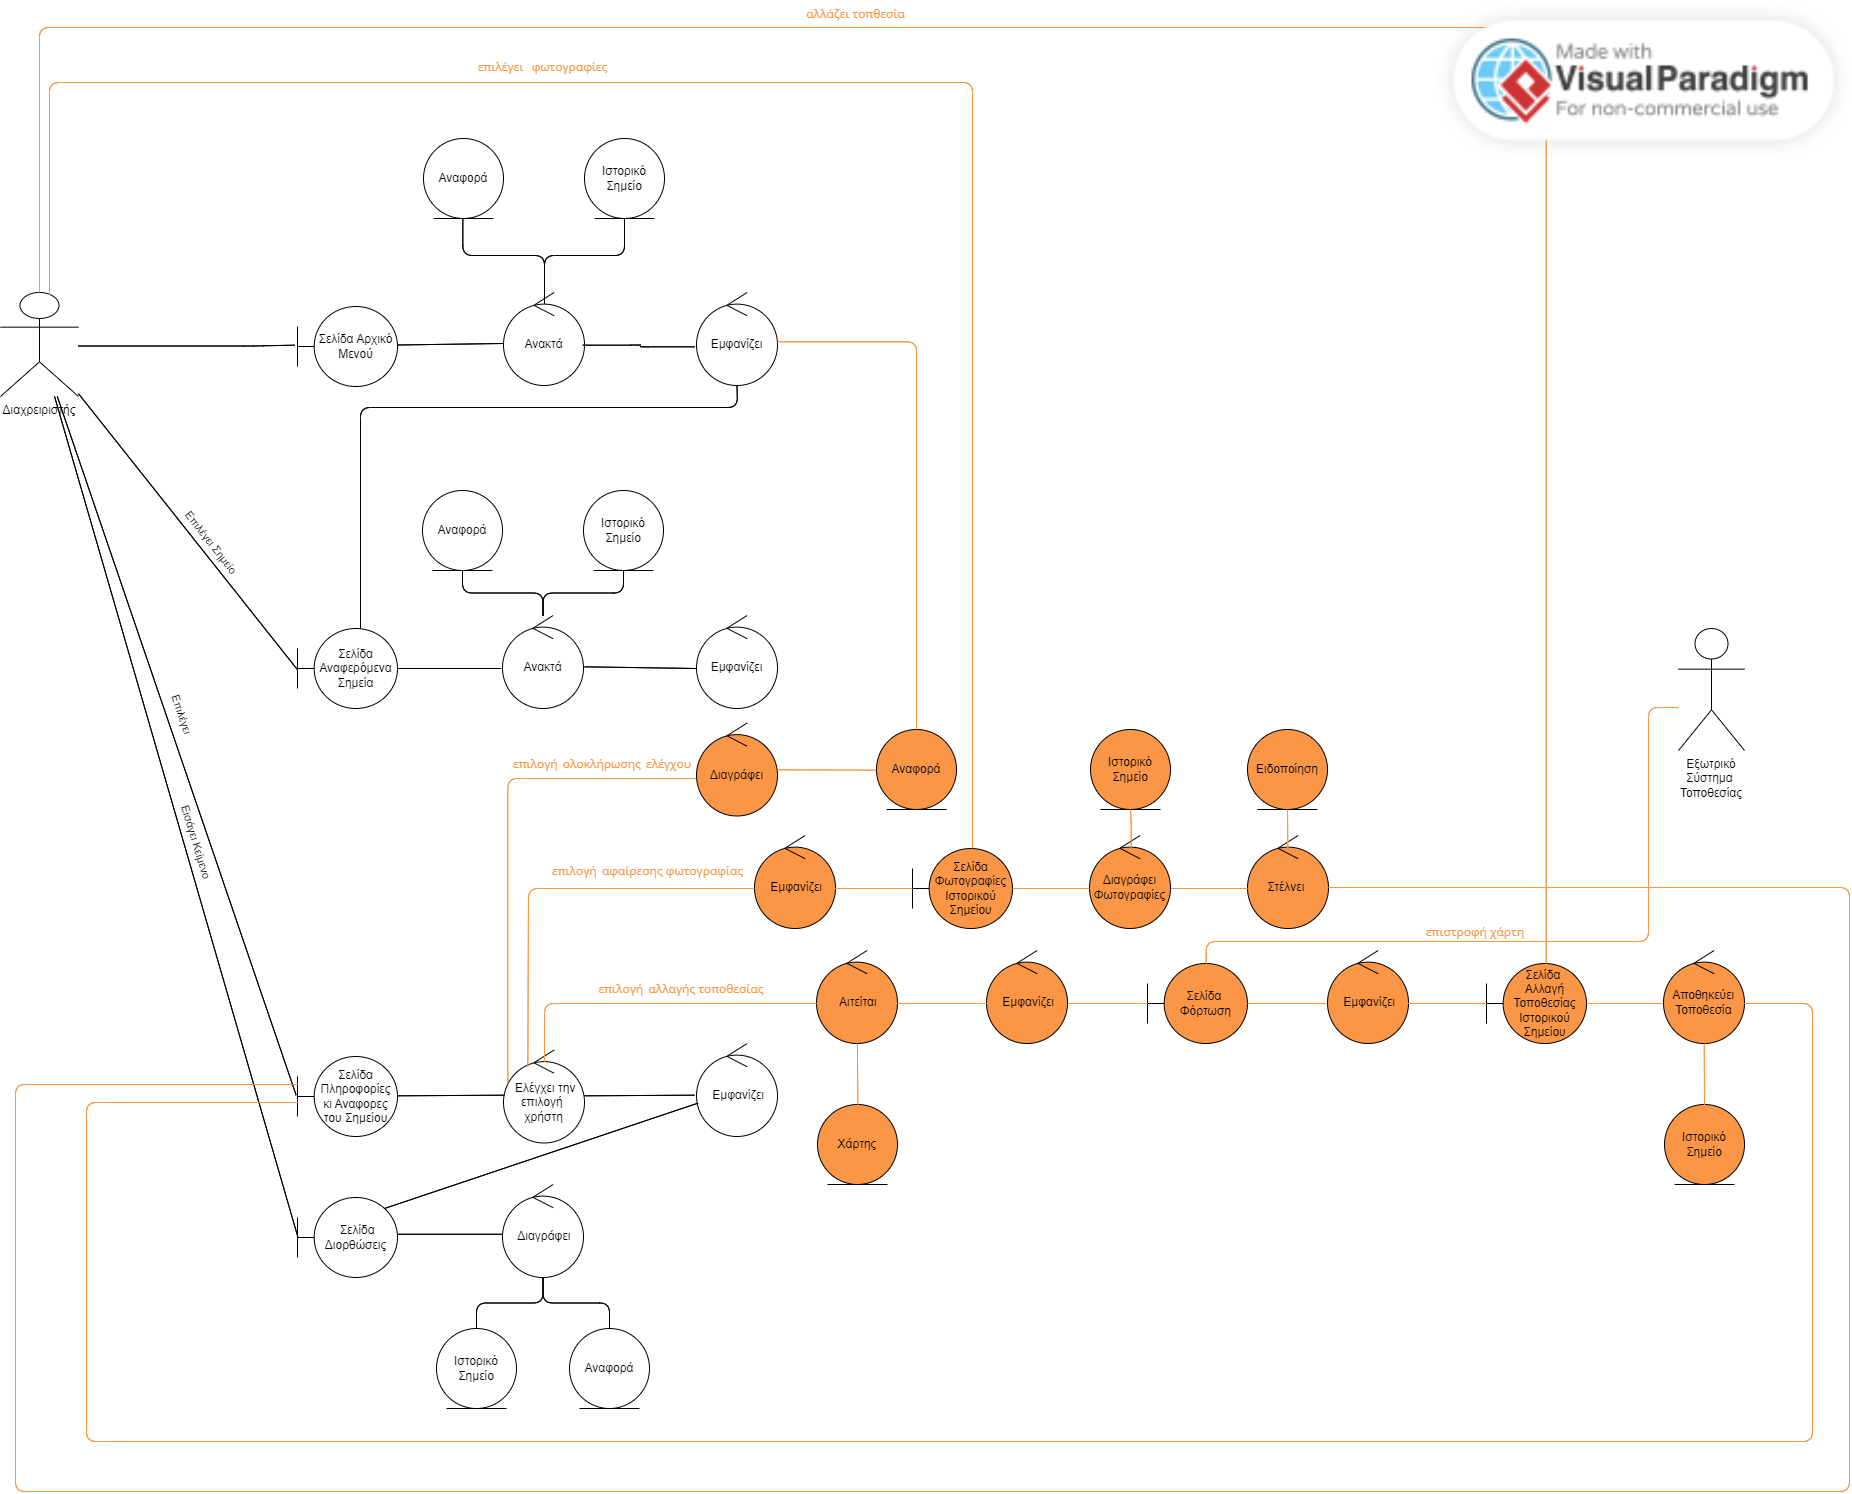 αλλάζει τοπθεσία
Made with
Visual Paradigm
For non-commercial use
επιλέγει φωτογραφίες
Αναφορά
Ιστορικό
Σημείο
Σελίδα Αρχικό
Μενού
Ανακτά
Εμφανίζει
Διαχρειριστής
Επιλέγει Σημείο
Αναφορά
Ιστορικό
Σημείο
Σελίδα
Αναφερόμενα
Σημεία
Ανακτά
Εμφανίζει
Επιλέγει
Εισάγει Κείμενο
επιλογή ολοκλήρωσης ελέγχου
Διαγράφει
Αναφορά
Ιστορικό
Σημείο
Ειδοποίηση
Εξωτρικό
Σύστημα
Τοποθεσίας
επιλογή αφαίρεσης φωτογραφίας
Εμφανίζει
Σελίδα
Φωτογραφίες
Ιστορικού
Σημείου
Διαγράφει
Φωτογραφίες
Στέλνει
επιστροφή χάρτη
επιλογή αλλαγής τοποθεσίας
Αιτείται
Εμφανίζει
Σελίδα
Φόρτωση
Εμφανίζει
Σελίδα
Αλλαγή
Τοποθεσίας
Ιστορικού
Σημείου
Αποθηκεύει
Τοποθεσία
Σελίδα
Πληροφορίες
κι Αναφορες
του Σημείου
Ελέγχει την
επιλογή
χρήστη
Εμφανίζει
Χάρτης
Ιστορικό
Σημείο
Σελίδα
Διορθώσεις
Διαγράφει
Ιστορικό
Σημείο
Αναφορά